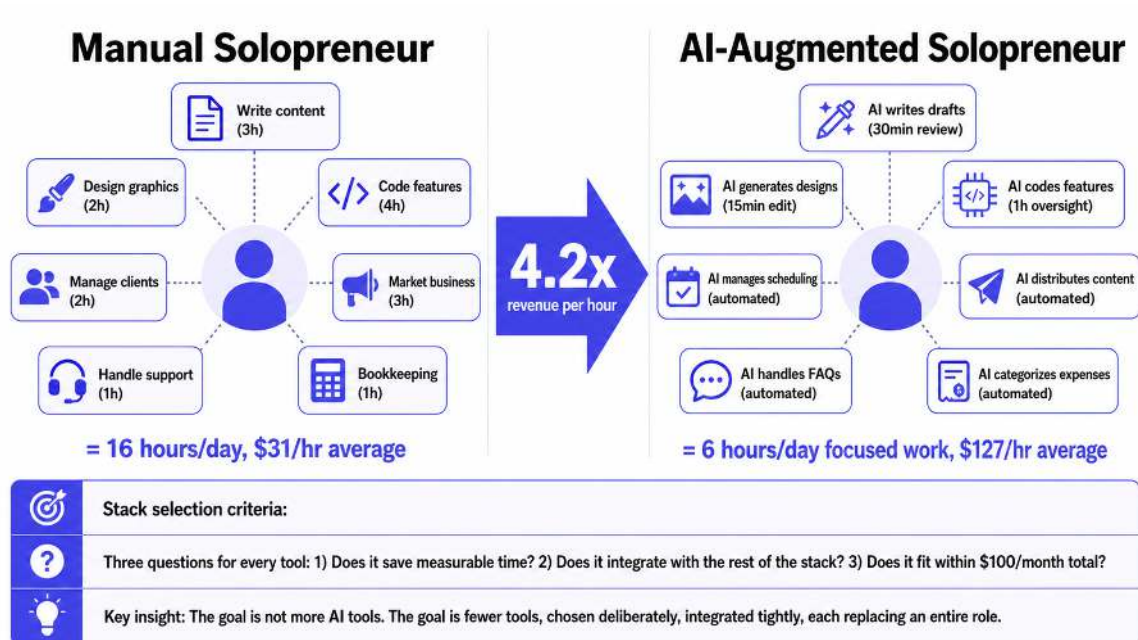 Manual Solopreneur
Write content
(3h)
Design graphics
(2h)
Code features
(4h)
Manage clients
(2h)
Market business
(3h)
Handle support
(1h)
Bookkeeping
(1h)
= 16 hours/day, $31/hr average
4.2x
revenue per hour
AI-Augmented Solopreneur
AI writes drafts
(30min review)
AI generates designs
(15min edit)
AI codes features
(1h oversight)
AI manages scheduling
(automated)
AI distributes content
(automated)
AI handles FAQs
(automated)
AI categorizes expenses
(automated)
= 6 hours/day focused work, $127/hr average
Stack selection criteria:
Three questions for every tool: 1) Does it save measurable time? 2) Does it integrate with the rest of the stack? 3) Does it fit within $100/month total?
Key insight: The goal is not more AI tools. The goal is fewer tools, chosen deliberately, integrated tightly, each replacing an entire role.